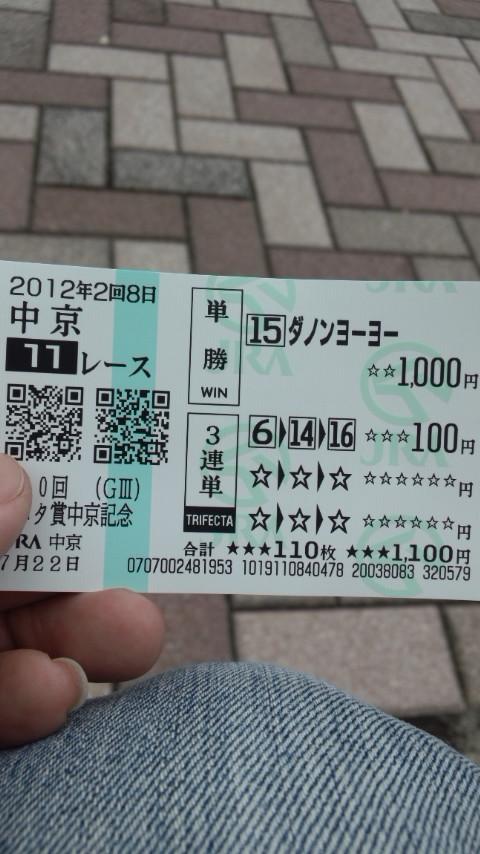 2012年2回8日
中京
11レース
0回 (GⅢ)
タ賞中京記念
JRA 中京
7月22日
単勝
WIN
15 ダノンヨーヨー
☆☆1,000円
3連単
TRIFECTA
6▶14▶16 ☆☆☆100円
☆▶☆▶☆ ☆☆☆☆☆☆円
☆▶☆▶☆ ☆☆☆☆☆☆円
合計 ★★★110枚 ★★★1,100円
0707002481953 1019110840478 20038083 320579